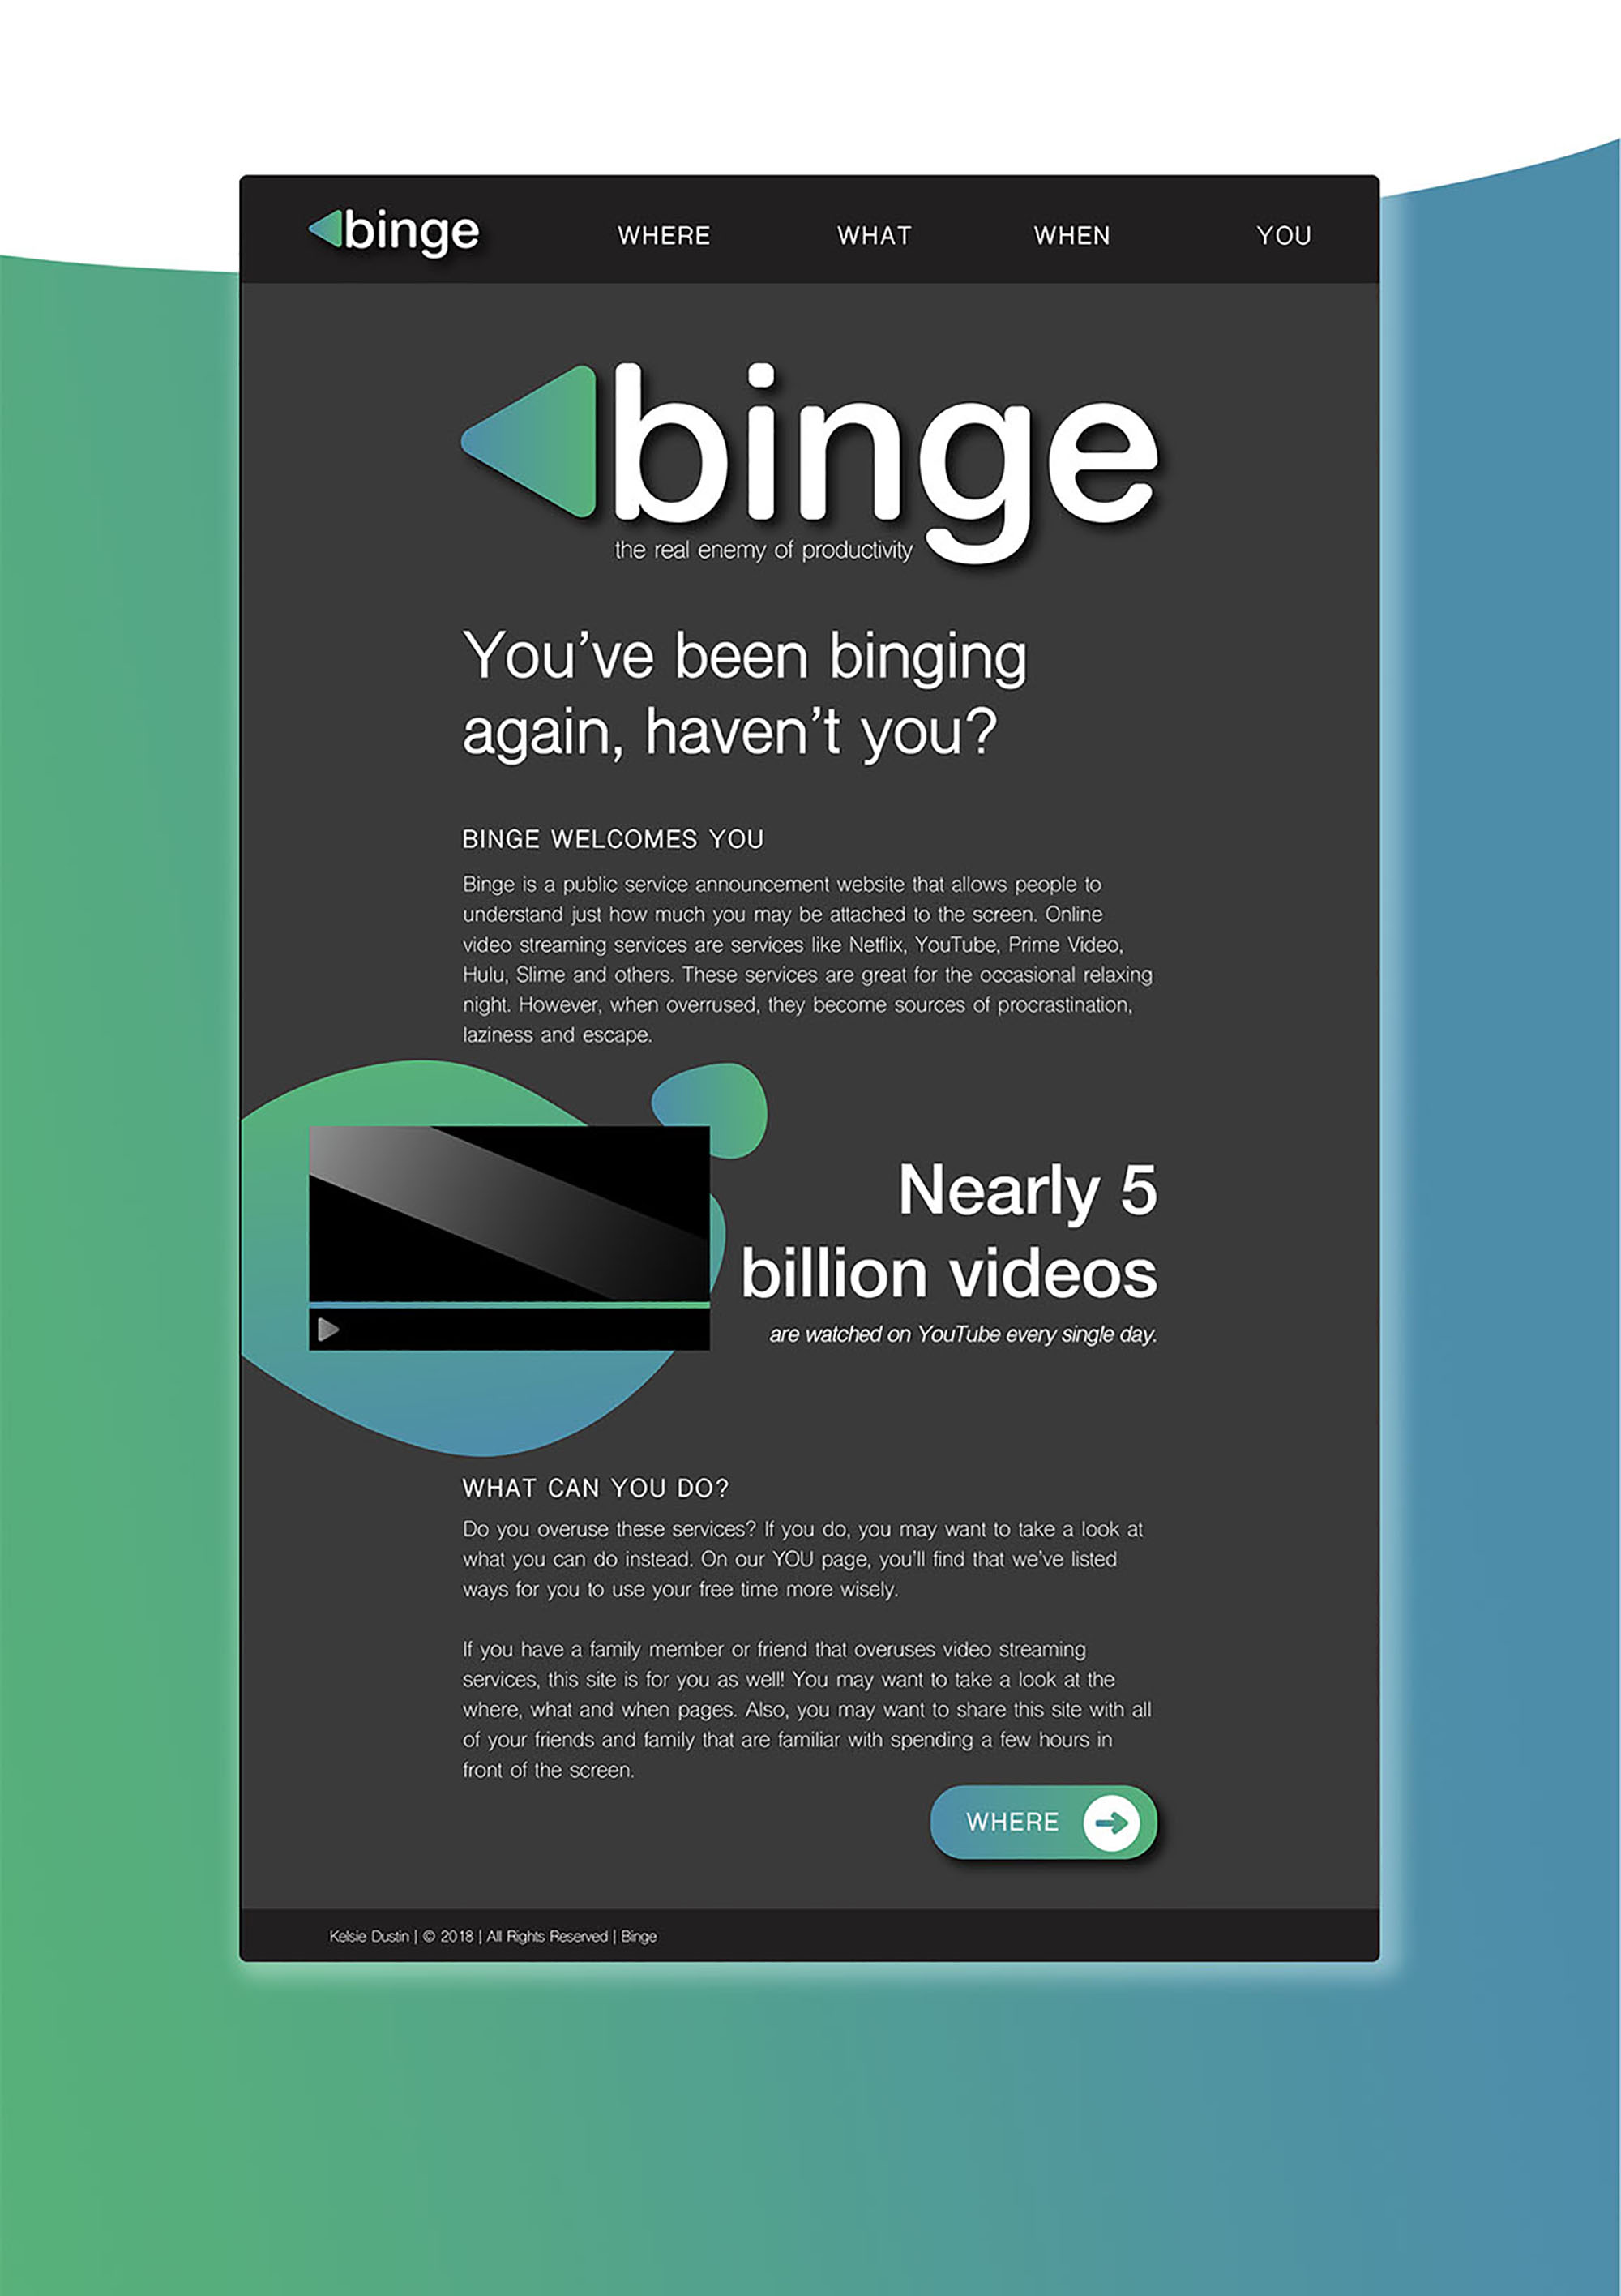 binge
WHERE
WHAT
WHEN
YOU
binge
the real enemy of productivity
You've been binging
again, haven't you?
BINGE WELCOMES YOU
Binge is a public service announcement website that allows people to
understand just how much you may be attached to the screen. Online
video streaming services are services like Netflix, YouTube, Prime Video,
Hulu, Slime and others. These services are great for the occasional relaxing
night. However, when overrused, they become sources of procrastination,
laziness and escape.
Nearly 5
billion videos
are watched on YouTube every single day.
WHAT CAN YOU DO?
Do you overuse these services? If you do, you may want to take a look at
what you can do instead. On our YOU page, you'll find that we've listed
ways for you to use your free time more wisely.
If you have a family member or friend that overuses video streaming
services, this site is for you as well! You may want to take a look at the
where, what and when pages. Also, you may want to share this site with all
of your friends and family that are familiar with spending a few hours in
front of the screen.
WHERE
Kelsie Dustin | © 2018 | All Rights Reserved | Binge